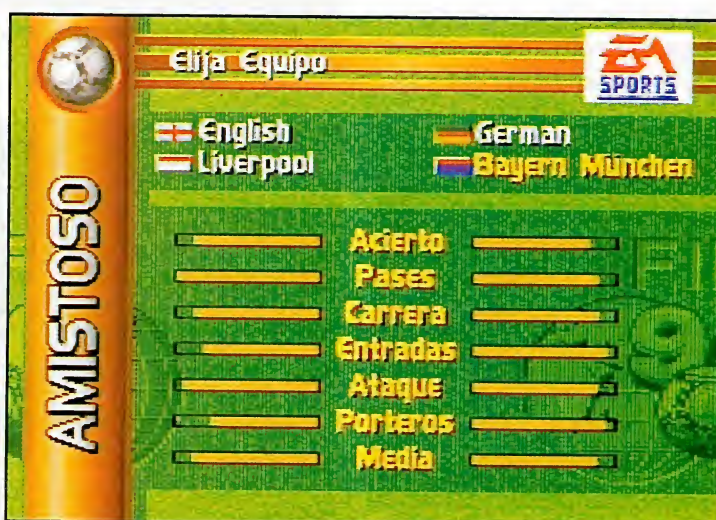 Elija Equipo
EA
SPORTS
English German
Liverpool Bayern München
AMISTOSO
Acierto
Pases
Carrera
Entradas
Ataque
Porteros
Media